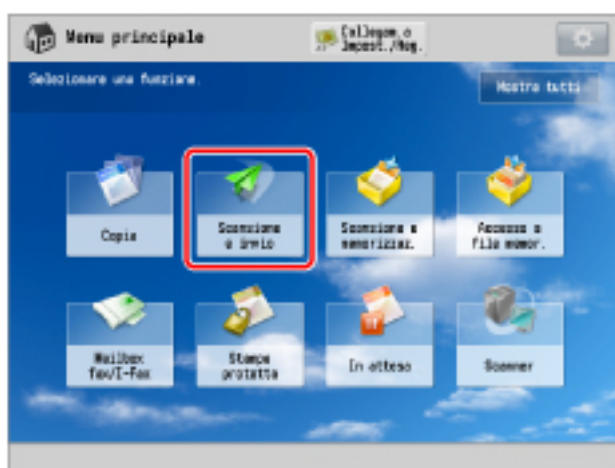 Menu principale
Collegam. a
Impost./Reg.
Selezionare una funzione.
Mostra tutti
Copia
Scansione
e invio
Scansione e
memorizzaz.
Accesso a
file memor.
Mailbox
fax/I-Fax
Stampa
protetta
In attesa
Scanner